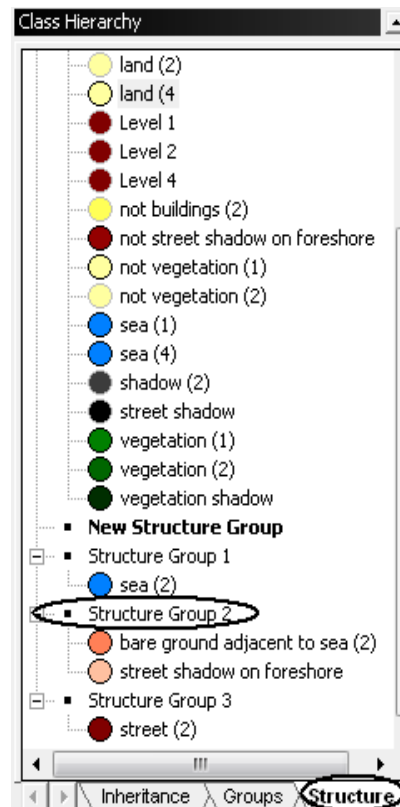 Class Hierarchy
land (2)
land (4
Level 1
Level 2
Level 4
not buildings (2)
not street shadow on foreshore
not vegetation (1)
not vegetation (2)
sea (1)
sea (4)
shadow (2)
street shadow
vegetation (1)
vegetation (2)
vegetation shadow
New Structure Group
Structure Group 1
sea (2)
Structure Group 2
bare ground adjacent to sea (2)
street shadow on foreshore
Structure Group 3
street (2)
Inheritance Groups Structure